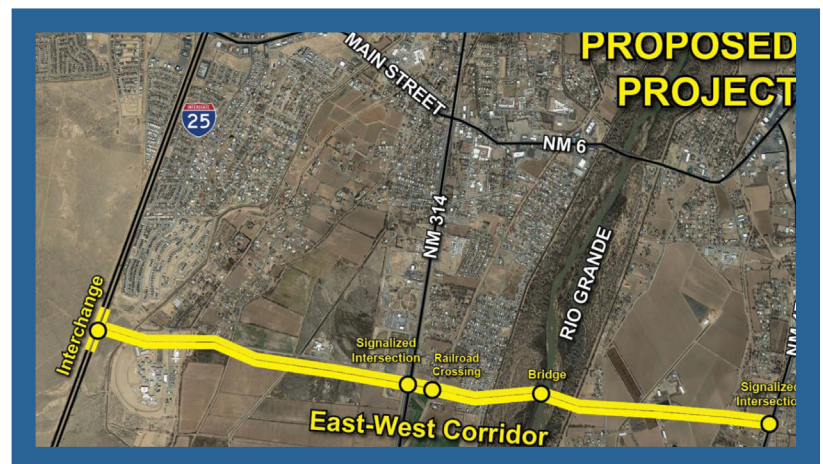 PROPOSED
PROJECT
MAIN STREET
INTERSTATE
25
NM 6
NM 314
RIO GRANDE
Interchange
Signalized
Intersection
Railroad
Crossing
Bridge
Signalized
Intersection
East-West Corridor